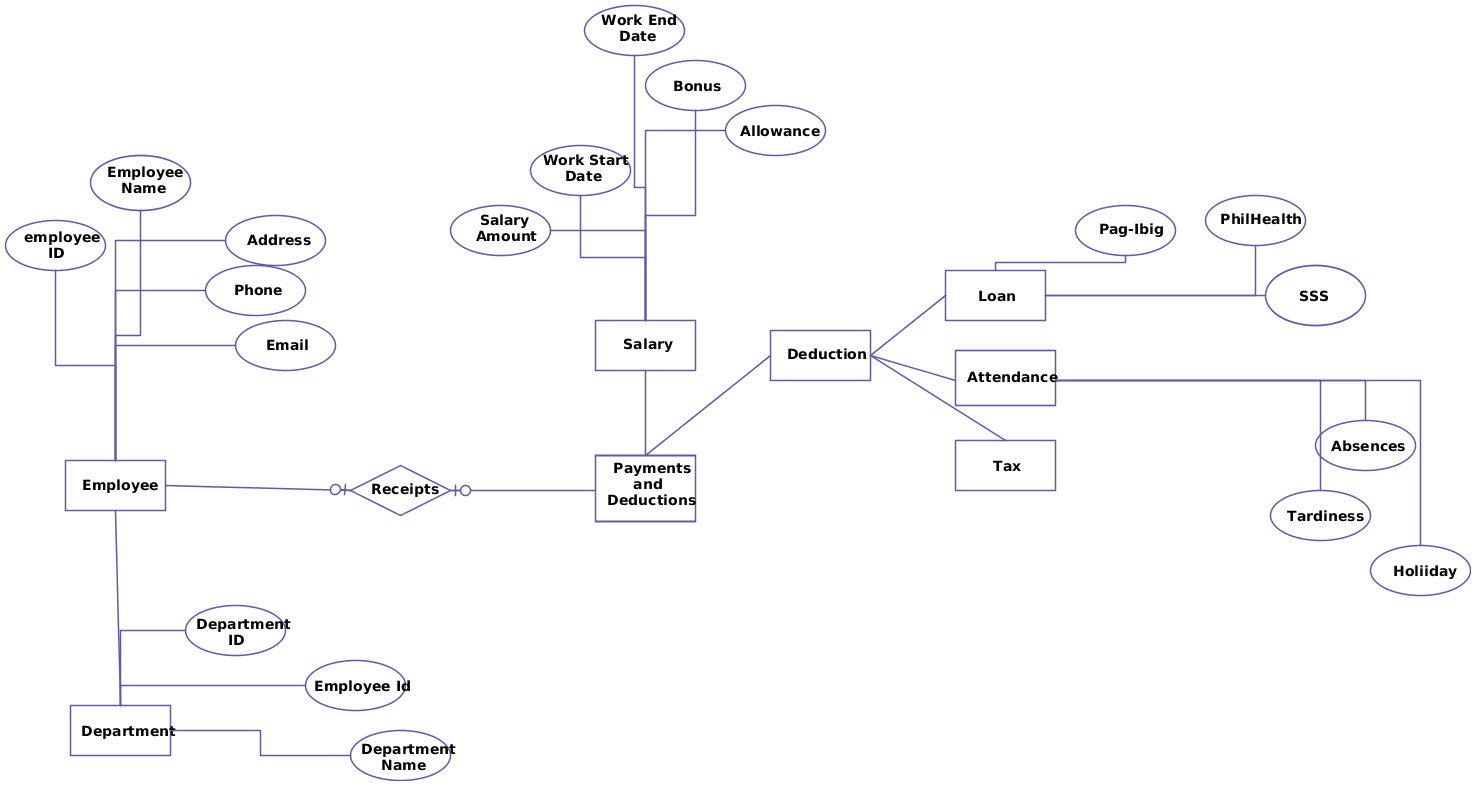 Work End
Date
Bonus
Allowance
Work Start
Date
Employee
Name
Salary
Amount
employee
ID
Address
Phone
Email
Pag-Ibig
PhilHealth
Loan
SSS
Salary
Deduction
Attendance
Tax
Absences
Tardiness
Holiiday
Employee
Receipts
Payments
and
Deductions
Department
ID
Employee Id
Department
Department
Name